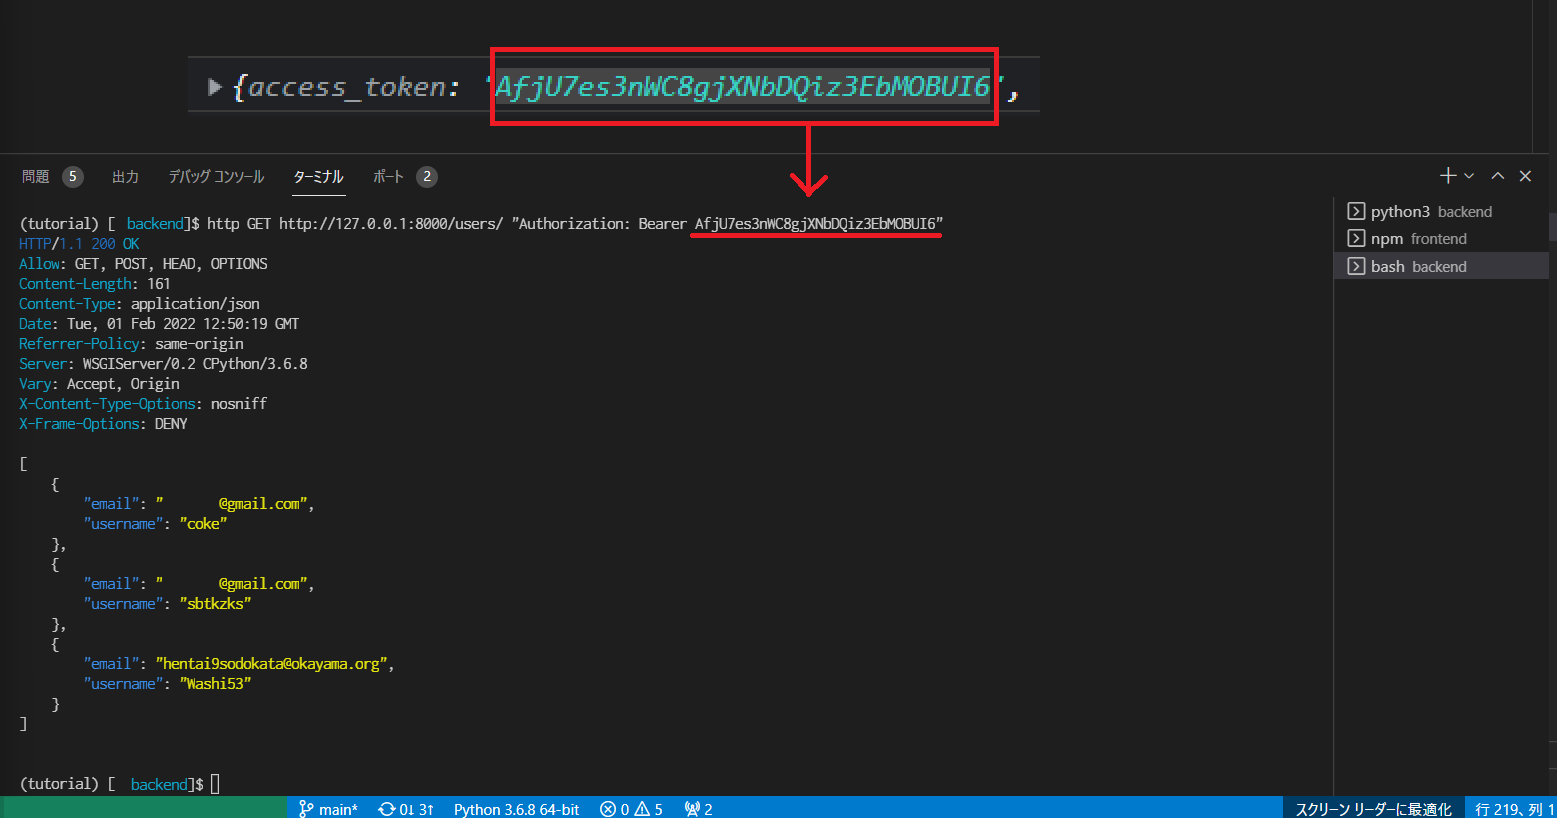 ▶ {access_token: "AfjU7es3nWC8gjXNbDQiz3EbMOBUI6",
問題 5 出力 デバッグ コンソール ターミナル ポート 2
(tutorial) [ backend]$ http GET http://127.0.0.1:8000/users/ "Authorization: Bearer AfjU7es3nWC8gjXNbDQiz3EbMOBUI6"
HTTP/1.1 200 OK
Allow: GET, POST, HEAD, OPTIONS
Content-Length: 161
Content-Type: application/json
Date: Tue, 01 Feb 2022 12:50:19 GMT
Referrer-Policy: same-origin
Server: WSGIServer/0.2 CPython/3.6.8
Vary: Accept, Origin
X-Content-Type-Options: nosniff
X-Frame-Options: DENY
[
{
"email": " @gmail.com",
"username": "coke"
},
{
"email": " @gmail.com",
"username": "sbtkzks"
},
{
"email": "hentai9sodokata@okayama.org",
"username": "Washi53"
}
]
(tutorial) [ backend]$
python3 backend
npm frontend
bash backend
main* 0↓ 3↑ Python 3.6.8 64-bit 0 5 2 スクリーン リーダーに最適化 行 219、列 1